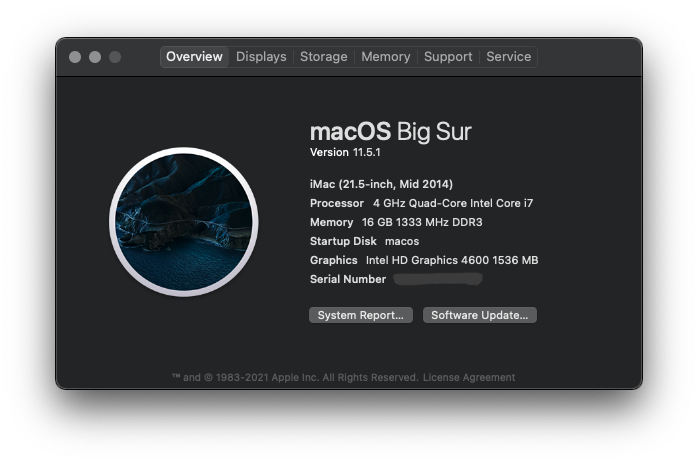 Overview Displays Storage Memory Support Service
macOS Big Sur
Version 11.5.1
iMac (21.5-inch, Mid 2014)
Processor 4 GHz Quad-Core Intel Core i7
Memory 16 GB 1333 MHz DDR3
Startup Disk macos
Graphics Intel HD Graphics 4600 1536 MB
Serial Number
System Report... Software Update...
™ and © 1983-2021 Apple Inc. All Rights Reserved. License Agreement